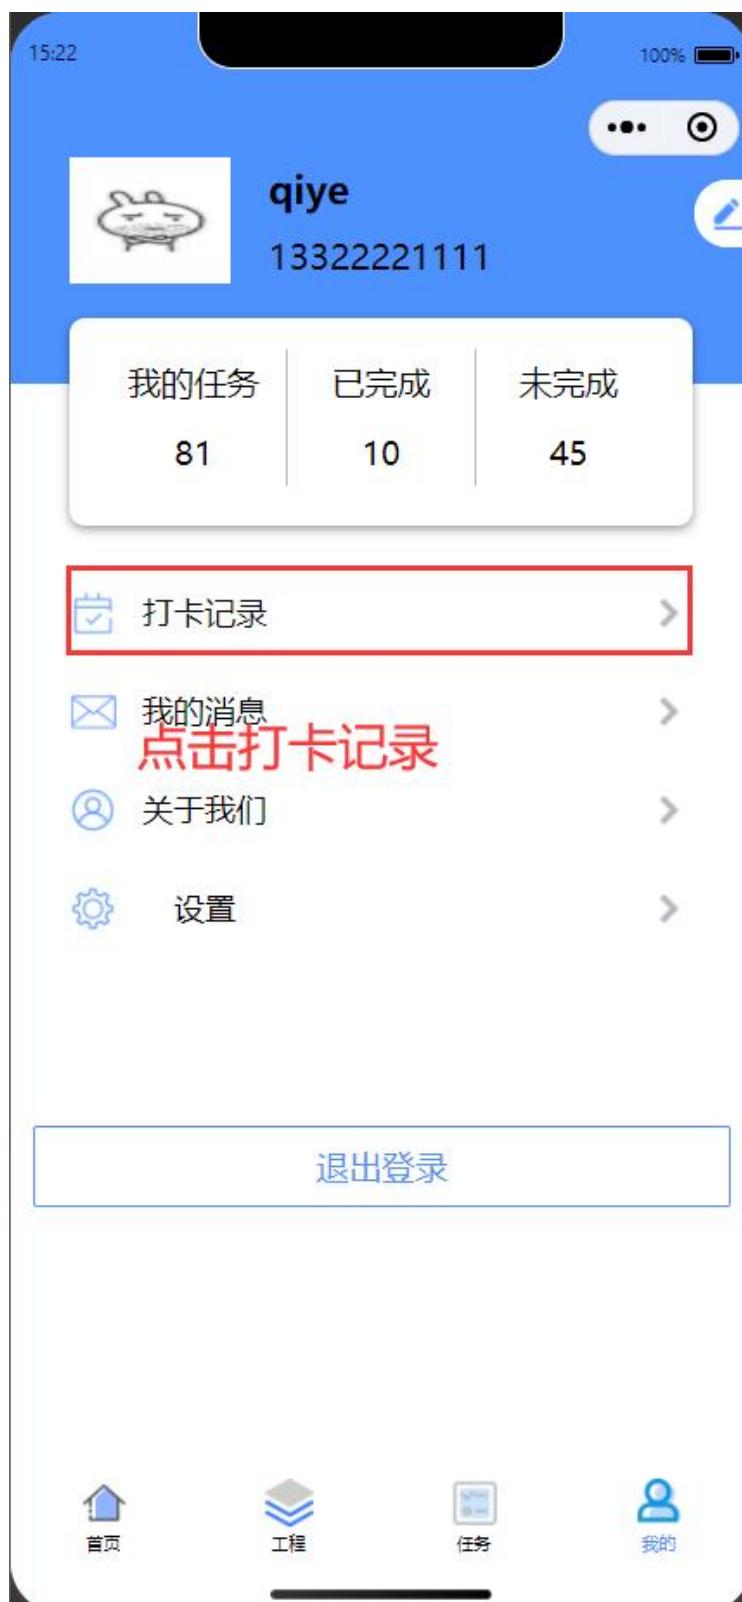 15:22
100%
qiye
13322221111
我的任务 已完成 未完成
81 10 45
打卡记录
我的消息
点击打卡记录
关于我们
设置
退出登录
首页 工程 任务 我的